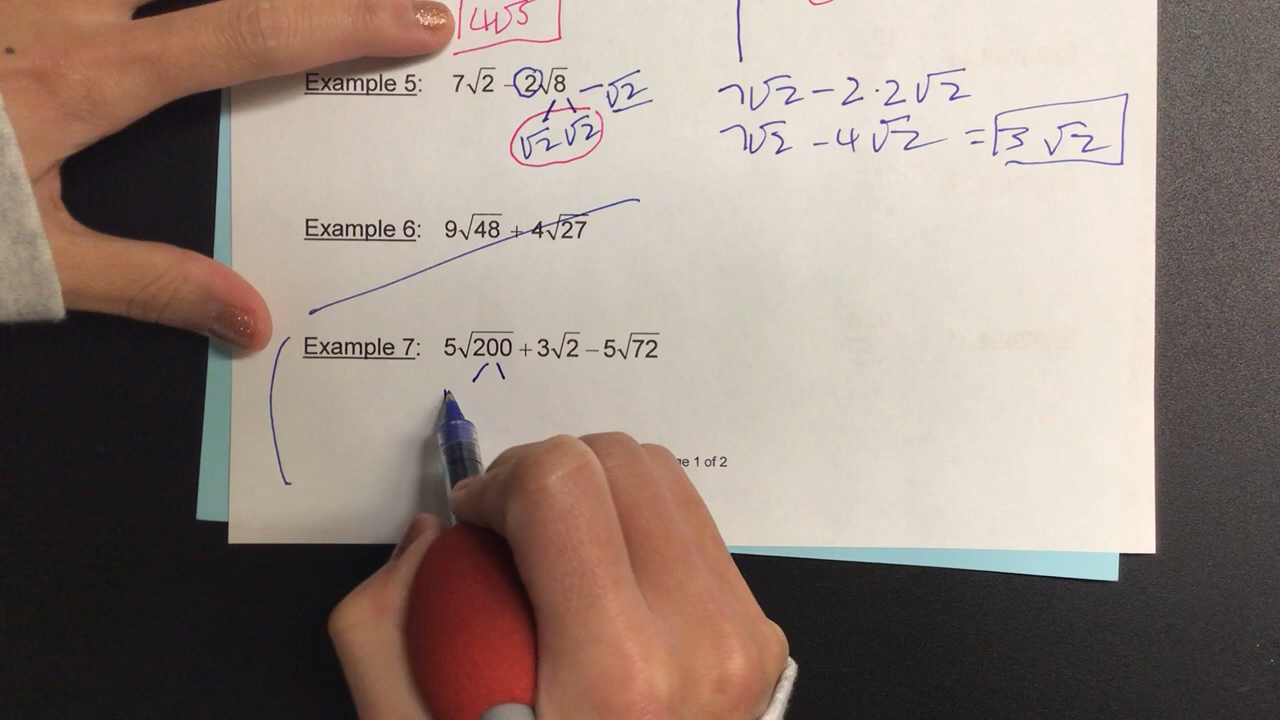 4√5
Example 5: 7√2 − 2√8 − √2
√2 √2
7√2 − 2·2√2
7√2 − 4√2 = 3√2
Example 6: 9√48 + 4√27
Example 7: 5√200 + 3√2 − 5√72
1 of 2